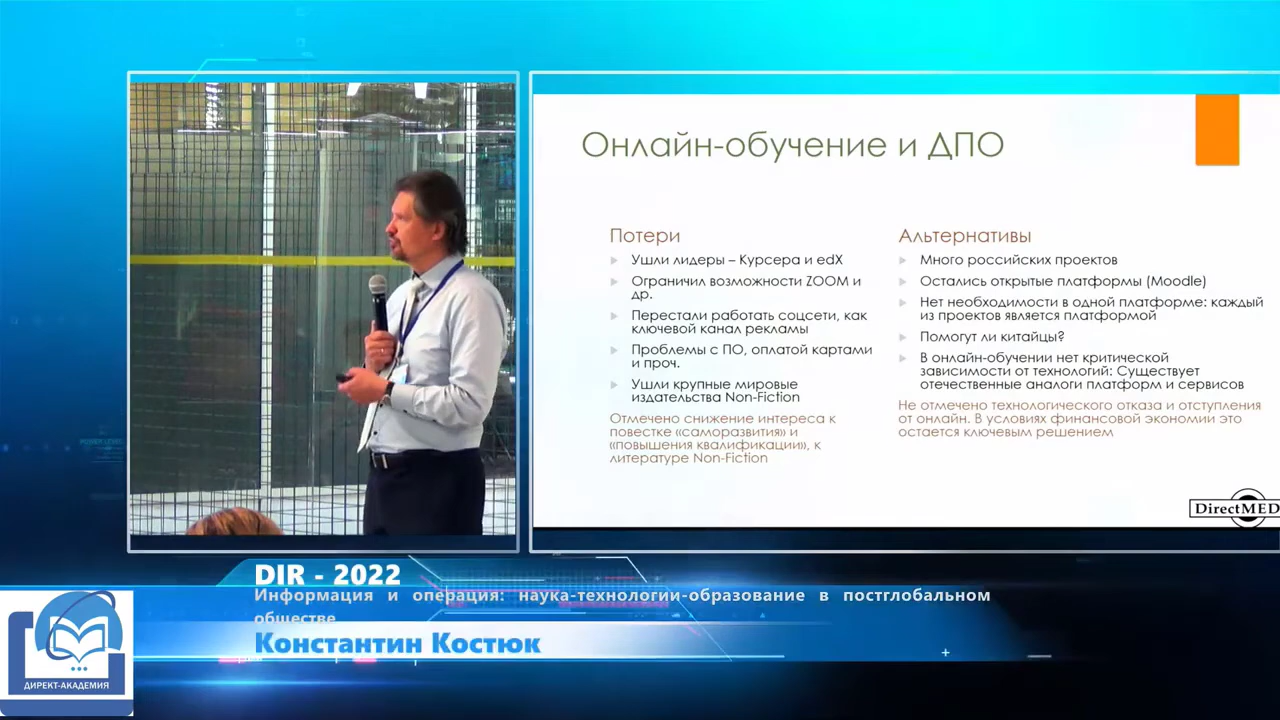 Онлайн-обучение и ДПО
Потери
Ушли лидеры – Курсера и edX
Ограничил возможности ZOOM и
др.
Перестали работать соцсети, как
ключевой канал рекламы
Проблемы с ПО, оплатой картами
и проч.
Ушли крупные мировые
издательства Non-Fiction
Отмечено снижение интереса к
повестке «саморазвития» и
«повышения квалификации», к
литературе Non-Fiction
Альтернативы
Много российских проектов
Остались открытые платформы (Moodle)
Нет необходимости в одной платформе: каждый
из проектов является платформой
Помогут ли китайцы?
В онлайн-обучении нет критической
зависимости от технологий: Существует
отечественные аналоги платформ и сервисов
Не отмечено технологического отказа и отступления
от онлайн. В условиях финансовой экономии это
остается ключевым решением
DirectMED
DIR - 2022
Информация и операция: наука-технологии-образование в постглобальном
обществе
Константин Костюк
ДИРЕКТ-АКАДЕМИЯ